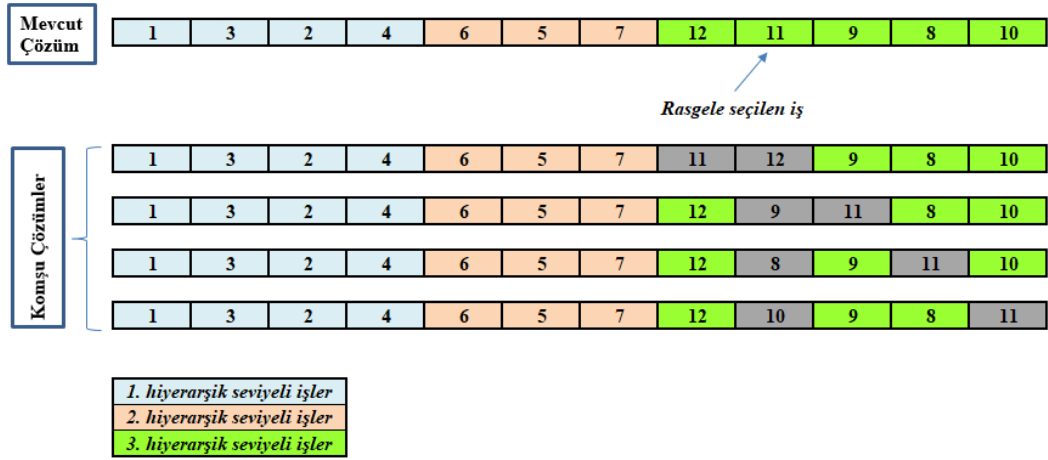 Mevcut
Çözüm
1 3 2 4 6 5 7 12 11 9 8 10
Rasgele seçilen iş
Komşu Çözümler
1 3 2 4 6 5 7 11 12 9 8 10
1 3 2 4 6 5 7 12 9 11 8 10
1 3 2 4 6 5 7 12 8 9 11 10
1 3 2 4 6 5 7 12 10 9 8 11
1. hiyerarşik seviyeli işler
2. hiyerarşik seviyeli işler
3. hiyerarşik seviyeli işler